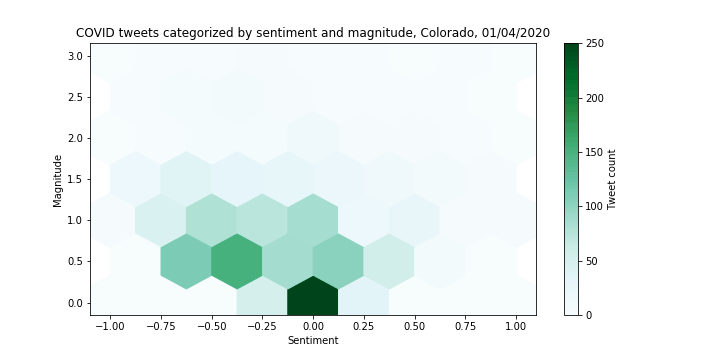 COVID tweets categorized by sentiment and magnitude, Colorado, 01/04/2020
3.0
2.5
2.0
1.5
1.0
0.5
0.0
Magnitude
−1.00 −0.75 −0.50 −0.25 0.00 0.25 0.50 0.75 1.00
Sentiment
250
200
150
100
50
0
Tweet count